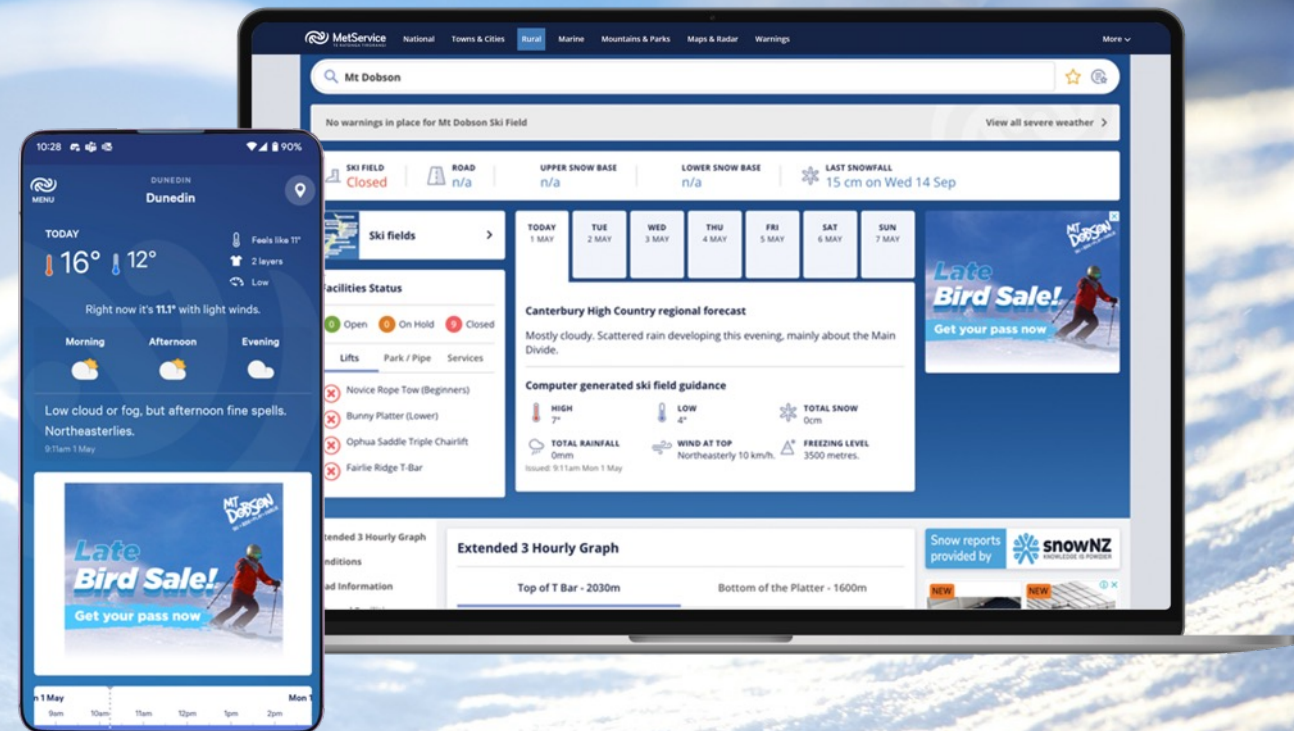 MetService
National
Towns & Cities
Rural
Marine
Mountains & Parks
Maps & Radar
Warnings
More
Mt Dobson
No warnings in place for Mt Dobson Ski Field
View all severe weather
SKI FIELD
Closed
ROAD
n/a
UPPER SNOW BASE
n/a
LOWER SNOW BASE
n/a
LAST SNOWFALL
15 cm on Wed 14 Sep
Ski fields
Facilities Status
0 Open
0 On Hold
9 Closed
Lifts
Park / Pipe
Services
Novice Rope Tow (Beginners)
Bunny Platter (Lower)
Ophua Saddle Triple Chairlift
Fairlie Ridge T-Bar
TODAY
1 MAY
TUE
2 MAY
WED
3 MAY
THU
4 MAY
FRI
5 MAY
SAT
6 MAY
SUN
7 MAY
Canterbury High Country regional forecast
Mostly cloudy. Scattered rain developing this evening, mainly about the Main
Divide.
Computer generated ski field guidance
HIGH
7°
LOW
4°
TOTAL SNOW
0cm
TOTAL RAINFALL
0mm
WIND AT TOP
Northeasterly 10 km/h.
FREEZING LEVEL
3500 metres.
Issued: 9:11am Mon 1 May
MT DOBSON
Late
Bird Sale!
Get your pass now
Extended 3 Hourly Graph
Top of T Bar - 2030m
Bottom of the Platter - 1600m
Snow reports
provided by
snowNZ
KNOWLEDGE IS POWDER
NEW
NEW
10:28
90%
MENU
DUNEDIN
Dunedin
TODAY
16° 12°
Feels like 11°
2 layers
Low
Right now it's 11.1° with light winds.
Morning
Afternoon
Evening
Low cloud or fog, but afternoon fine spells.
Northeasterlies.
9:11am 1 May
MT DOBSON
Late
Bird Sale!
Get your pass now
n 1 May
Mon 1
9am
10am
11am
12pm
1pm
2pm
tended 3 Hourly Graph
nditions
ad Information